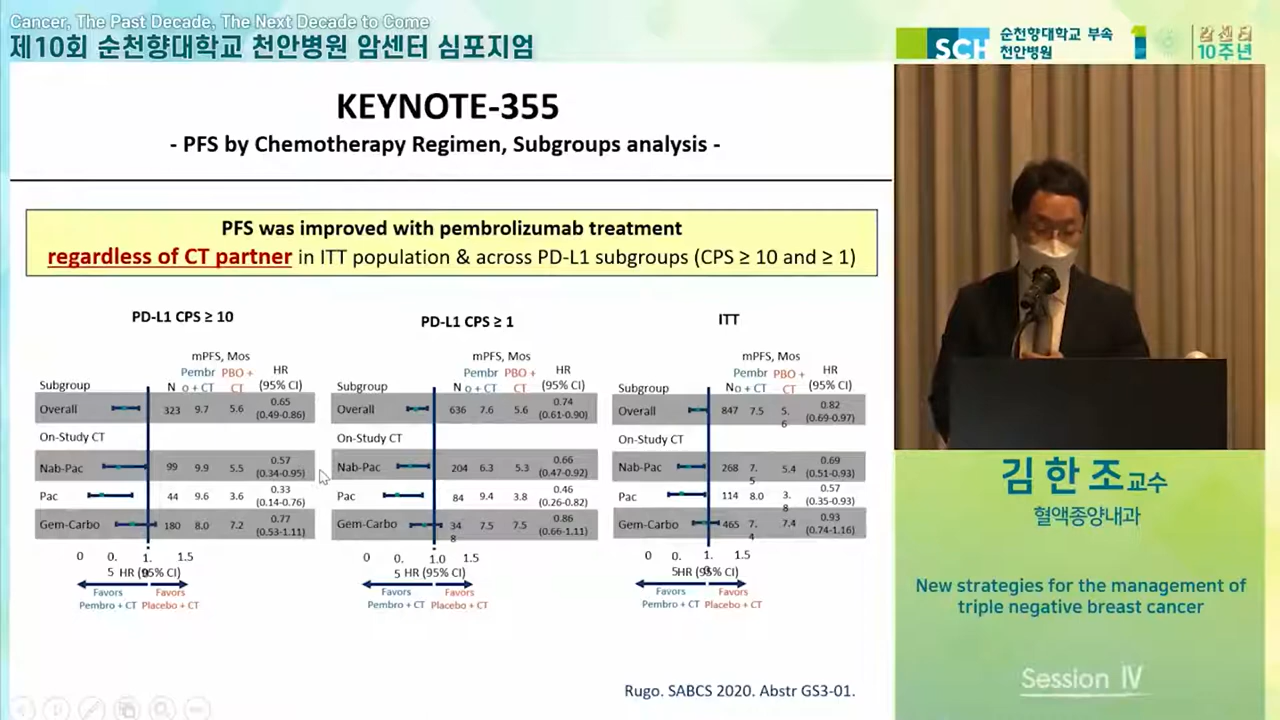 Cancer, The Past Decade, The Next Decade to Come
제10회 순천향대학교 천안병원 암센터 심포지엄
SCH
순천향대학교 부속
천안병원
10주년
KEYNOTE-355
- PFS by Chemotherapy Regimen, Subgroups analysis -
PFS was improved with pembrolizumab treatment
regardless of CT partner in ITT population & across PD-L1 subgroups (CPS ≥ 10 and ≥ 1)
PD-L1 CPS ≥ 10
mPFS, Mos
Subgroup N Pembr o + CT PBO + CT HR (95% CI)
Overall 323 9.7 5.6 0.65 (0.49-0.86)
On-Study CT
Nab-Pac 99 9.9 5.5 0.57 (0.34-0.95)
Pac 44 9.6 3.6 0.33 (0.14-0.76)
Gem-Carbo 180 8.0 7.2 0.77 (0.53-1.11)
0 0.5 1. 1.5
HR (95% CI)
Favors Pembro + CT
Favors Placebo + CT
PD-L1 CPS ≥ 1
mPFS, Mos
Subgroup N Pembr o + CT PBO + CT HR (95% CI)
Overall 636 7.6 5.6 0.74 (0.61-0.90)
On-Study CT
Nab-Pac 204 6.3 5.3 0.66 (0.47-0.92)
Pac 84 9.4 3.8 0.46 (0.26-0.82)
Gem-Carbo 348 7.5 7.5 0.86 (0.66-1.11)
0 0.5 1.0 1.5
HR (95% CI)
Favors Pembro + CT
Favors Placebo + CT
ITT
mPFS, Mos
Subgroup N Pembr o + CT PBO + CT HR (95% CI)
Overall 847 7.5 5.6 0.82 (0.69-0.97)
On-Study CT
Nab-Pac 268 7.5 5.4 0.69 (0.51-0.93)
Pac 114 8.0 3.8 0.57 (0.35-0.93)
Gem-Carbo 465 7.4 7.4 0.93 (0.74-1.16)
0 0.5 1. 1.5
HR (95% CI)
Favors Pembro + CT
Favors Placebo + CT
Rugo. SABCS 2020. Abstr GS3-01.
김 한 조 교수
혈액종양내과
New strategies for the management of
triple negative breast cancer
Session Ⅳ